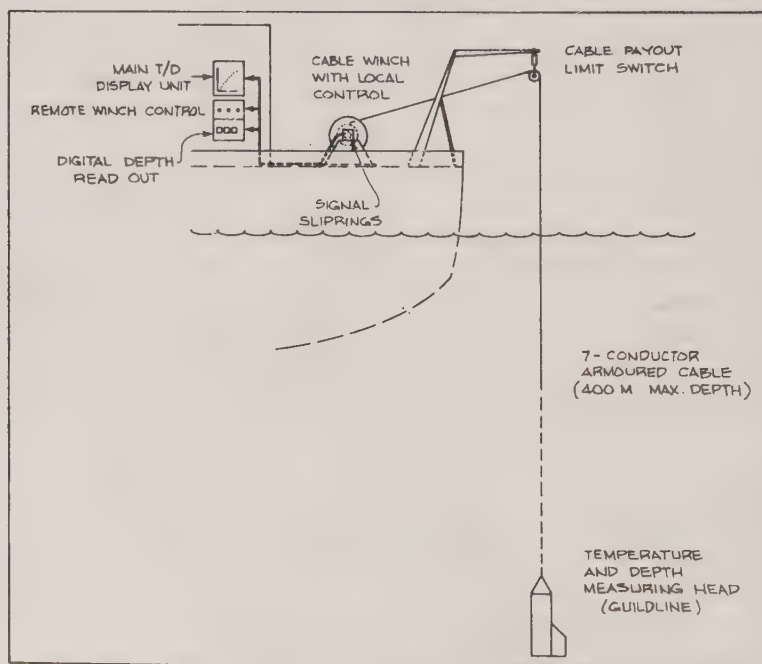 MAIN T/D
DISPLAY UNIT
REMOTE WINCH CONTROL
DIGITAL DEPTH
READ OUT
CABLE WINCH
WITH LOCAL
CONTROL
SIGNAL
SLIPRINGS
CABLE PAYOUT
LIMIT SWITCH
7-CONDUCTOR
ARMOURED CABLE
(400 M MAX. DEPTH)
TEMPERATURE
AND DEPTH
MEASURING HEAD
(GUILDLINE)